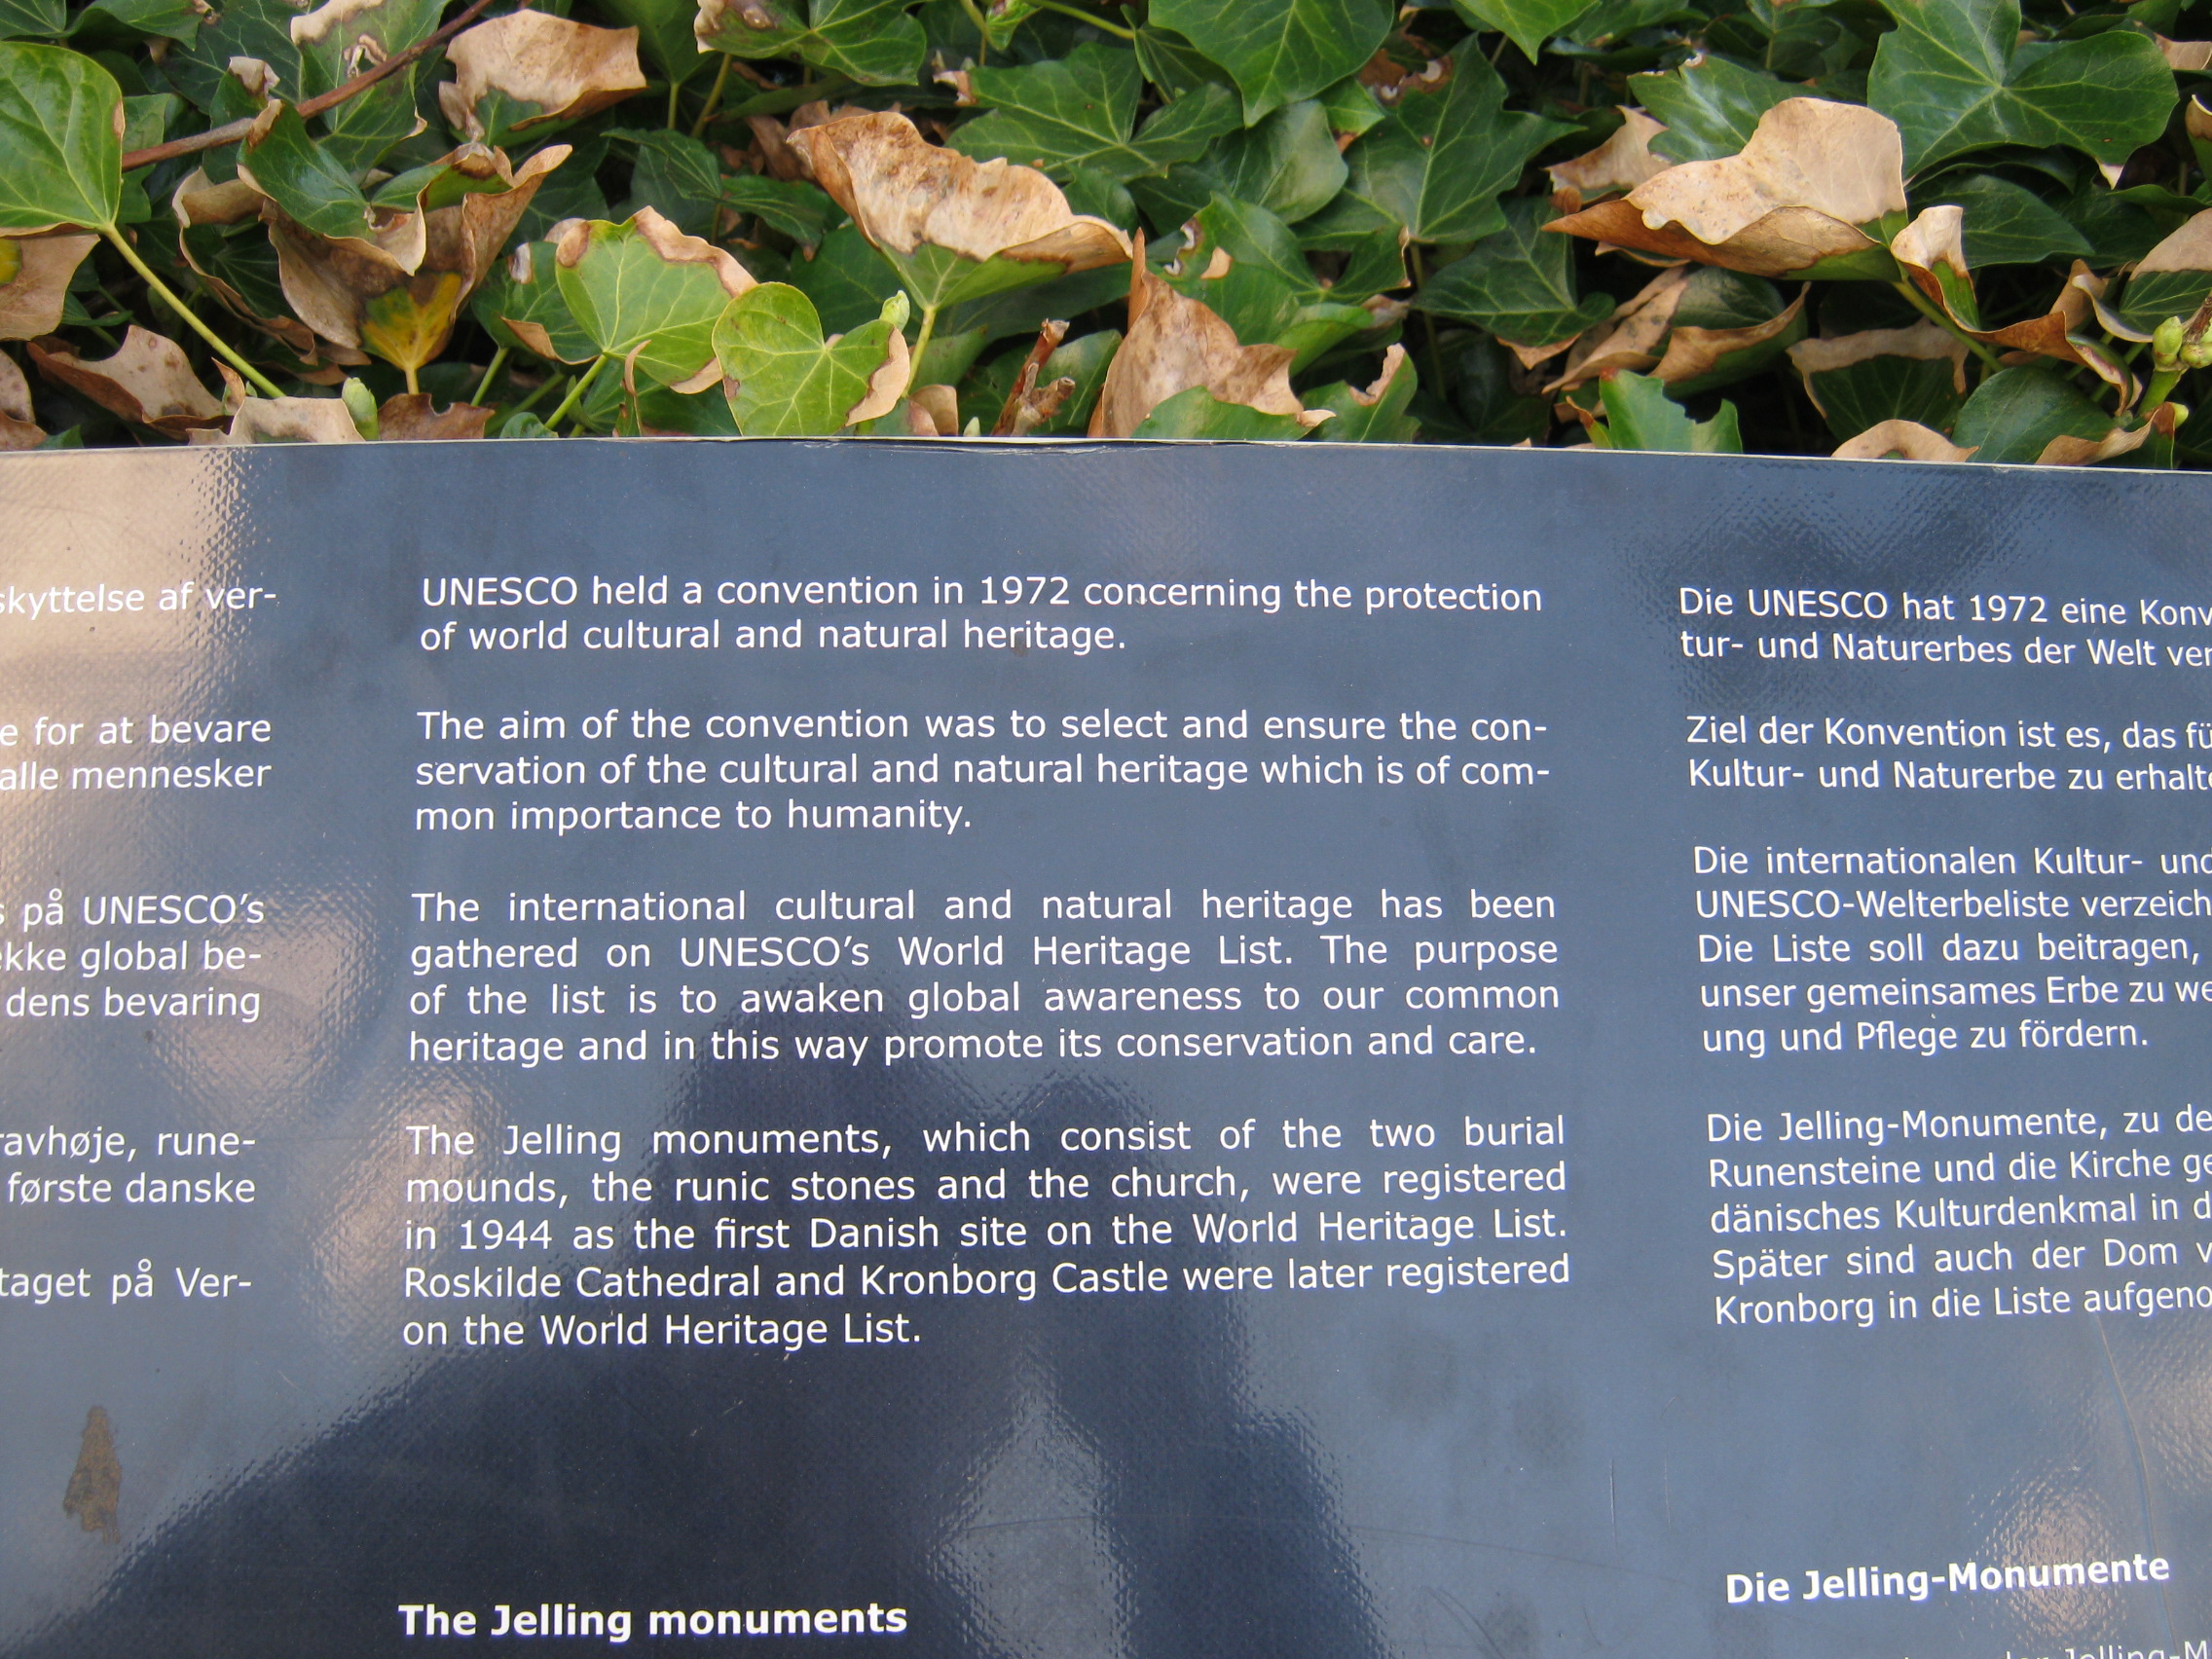 skyttelse af ver-
e for at bevare
alle mennesker
på UNESCO's
kke global be-
dens bevaring
ravhøje, rune-
første danske
taget på Ver-
UNESCO held a convention in 1972 concerning the protection
of world cultural and natural heritage.
The aim of the convention was to select and ensure the con-
servation of the cultural and natural heritage which is of com-
mon importance to humanity.
The international cultural and natural heritage has been
gathered on UNESCO's World Heritage List. The purpose
of the list is to awaken global awareness to our common
heritage and in this way promote its conservation and care.
The Jelling monuments, which consist of the two burial
mounds, the runic stones and the church, were registered
in 1944 as the first Danish site on the World Heritage List.
Roskilde Cathedral and Kronborg Castle were later registered
on the World Heritage List.
The Jelling monuments
Die UNESCO hat 1972 eine Konv
tur- und Naturerbes der Welt ver
Ziel der Konvention ist es, das fü
Kultur- und Naturerbe zu erhalte
Die internationalen Kultur- und
UNESCO-Welterbeliste verzeich
Die Liste soll dazu beitragen,
unser gemeinsames Erbe zu we
ung und Pflege zu fördern.
Die Jelling-Monumente, zu de
Runensteine und die Kirche ge
dänisches Kulturdenkmal in d
Später sind auch der Dom v
Kronborg in die Liste aufgeno
Die Jelling-Monumente